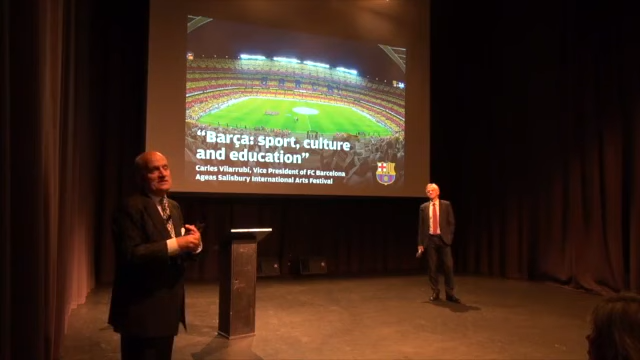 “Barça: sport, culture
and education”
Carles Vilarrubí, Vice President of FC Barcelona
Ageas Salisbury International Arts Festival